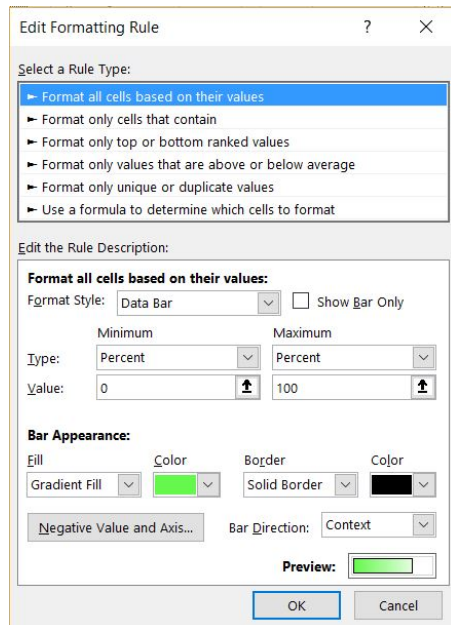 Edit Formatting Rule ?
Select a Rule Type:
► Format all cells based on their values
► Format only cells that contain
► Format only top or bottom ranked values
► Format only values that are above or below average
► Format only unique or duplicate values
► Use a formula to determine which cells to format
Edit the Rule Description:
Format all cells based on their values:
Format Style: Data Bar Show Bar Only
Minimum Maximum
Type: Percent Percent
Value: 0 100
Bar Appearance:
Fill Color Border Color
Gradient Fill Solid Border
Negative Value and Axis... Bar Direction: Context
Preview:
OK Cancel